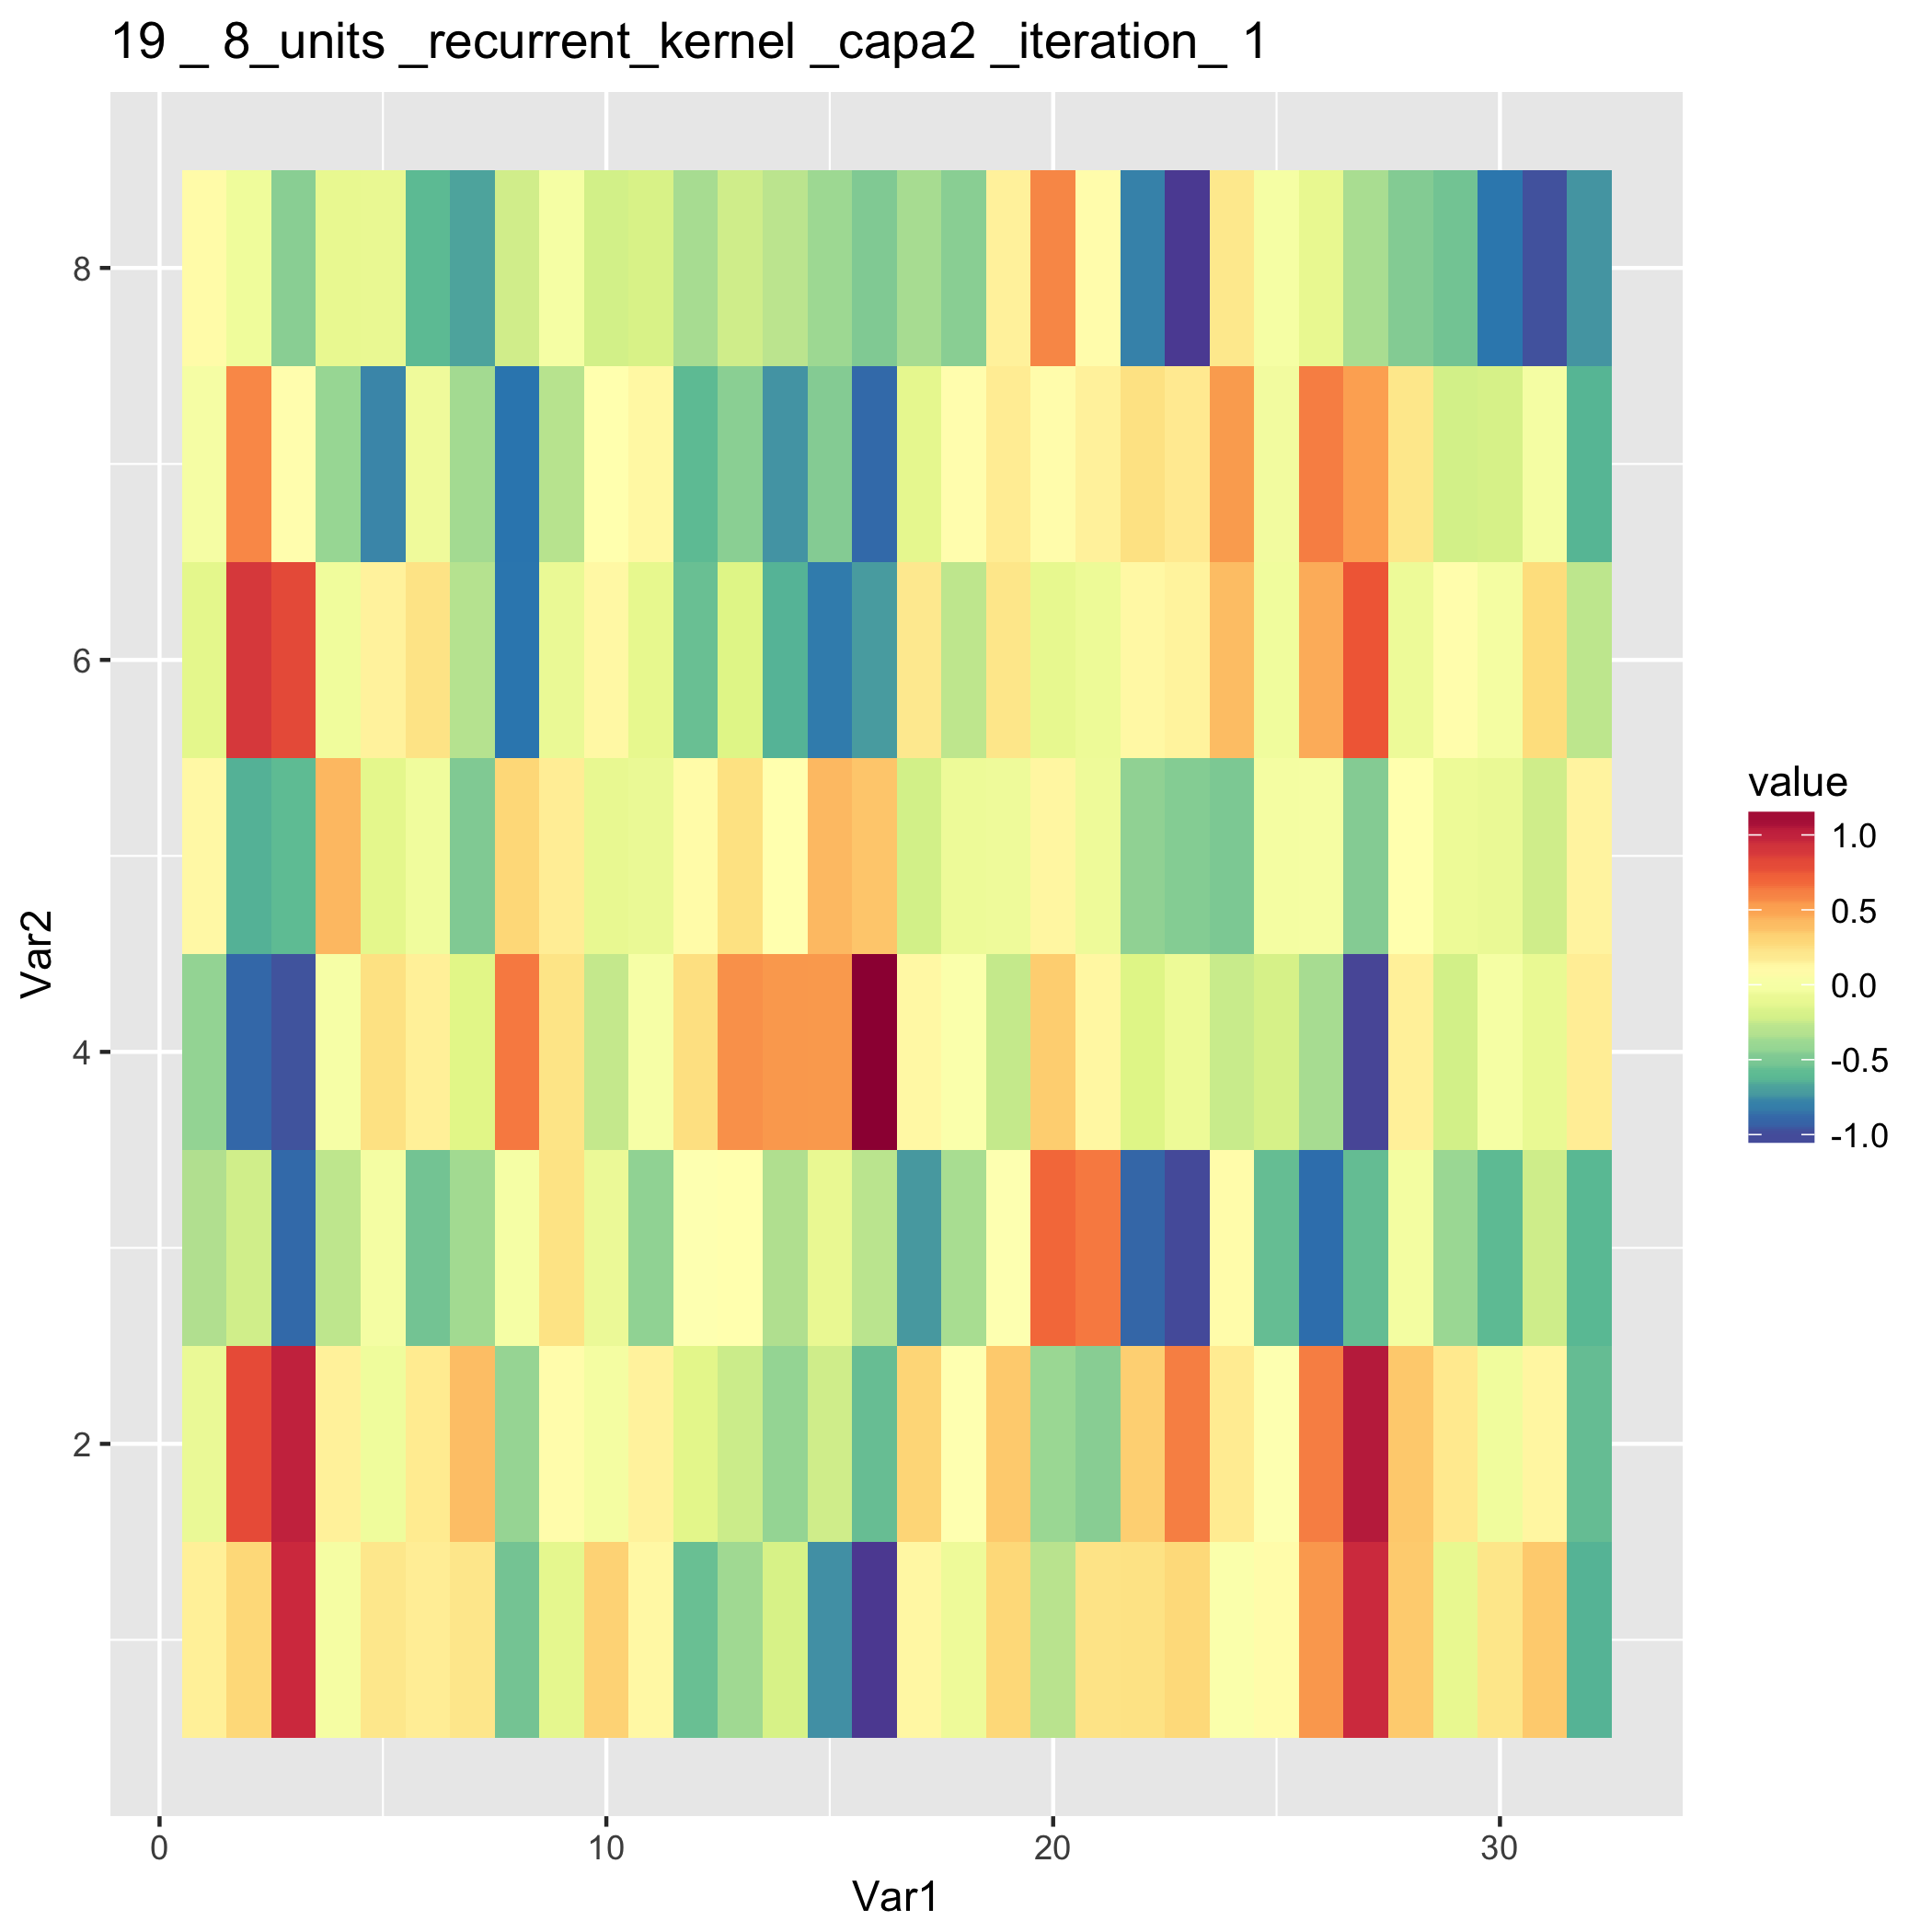 19 _ 8_units _recurrent_kernel _capa2 _iteration_ 1
8
6
4
2
Var2
0 10 20 30
Var1
value
1.0
0.5
0.0
-0.5
-1.0